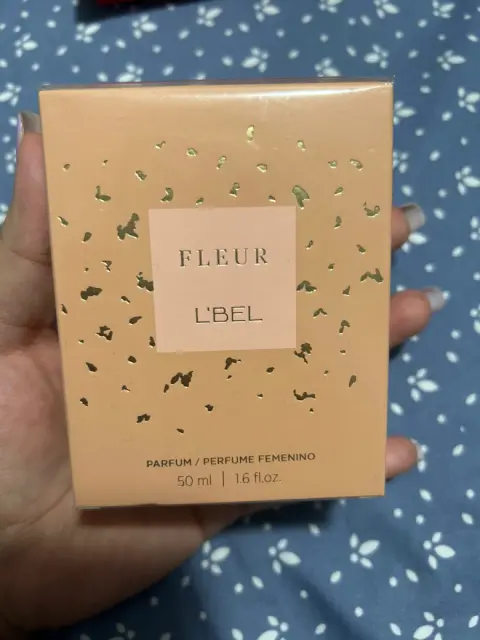 FLEUR
L'BEL
PARFUM / PERFUME FEMENINO
50 ml | 1.6 fl.oz.